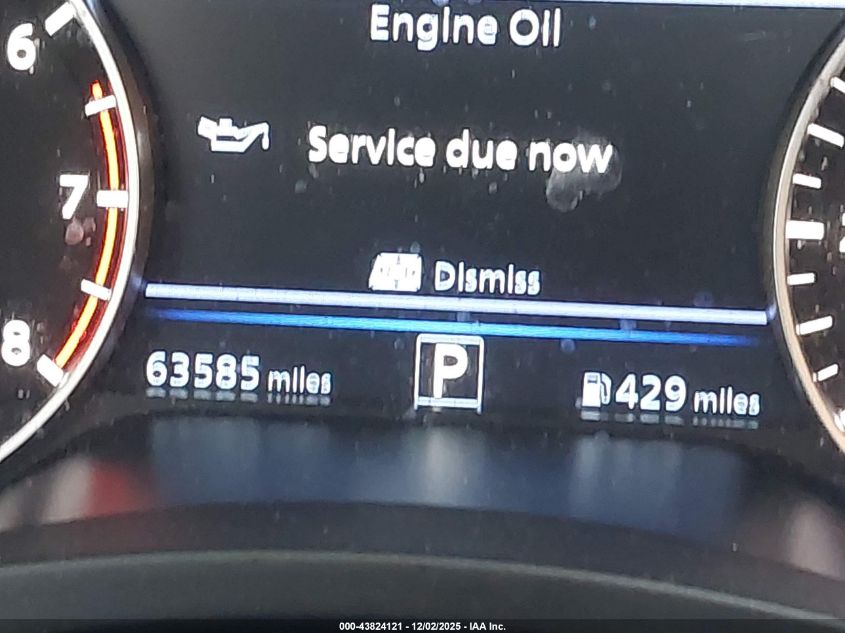 Engine Oil
6
Service due now
7
Dismiss
8
63585 miles
P
429 miles
000-43824121 - 12/02/2025 - IAA Inc.